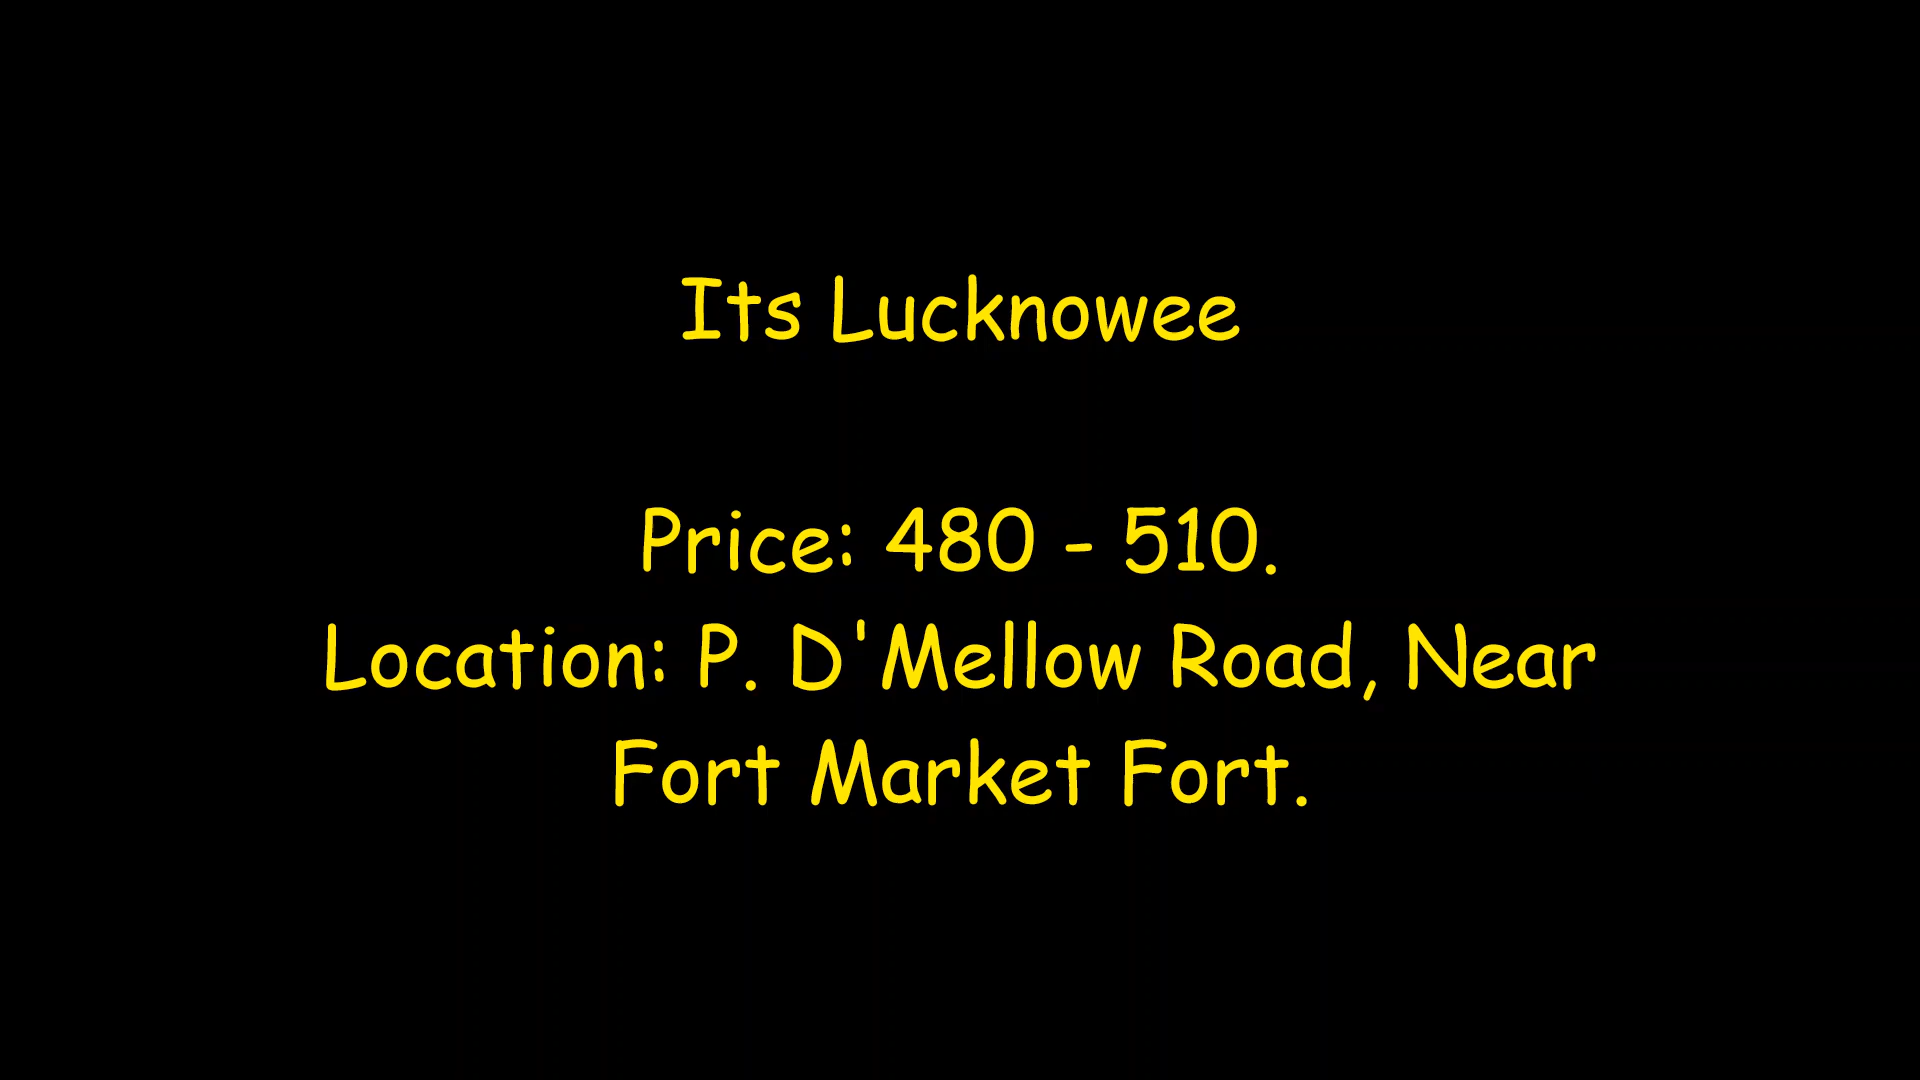 Its Lucknowee
Price: 480 - 510.
Location: P. D'Mellow Road, Near
Fort Market Fort.